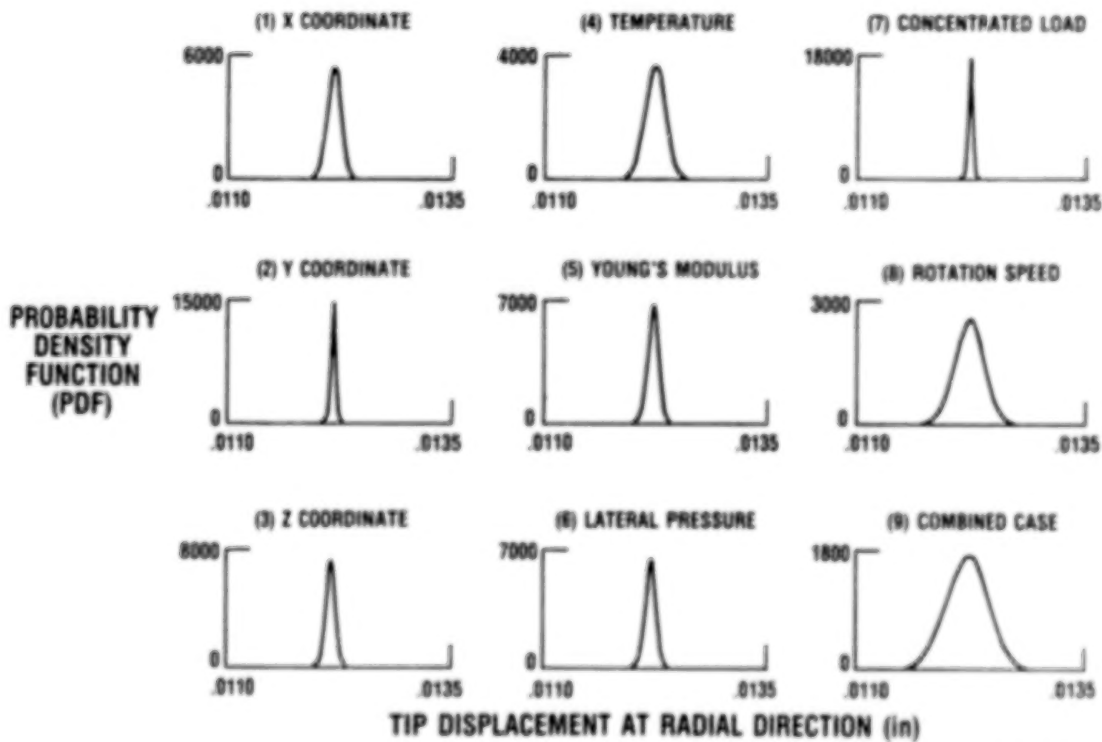 (1) X COORDINATE
6000
0
.0110 .0135
(4) TEMPERATURE
4000
0
.0110 .0135
(7) CONCENTRATED LOAD
18000
0
.0110 .0135
PROBABILITY
DENSITY
FUNCTION
(PDF)
(2) Y COORDINATE
15000
0
.0110 .0135
(5) YOUNG'S MODULUS
7000
0
.0110 .0135
(8) ROTATION SPEED
3000
0
.0110 .0135
(3) Z COORDINATE
8000
0
.0110 .0135
(6) LATERAL PRESSURE
7000
0
.0110 .0135
(9) COMBINED CASE
1800
0
.0110 .0135
TIP DISPLACEMENT AT RADIAL DIRECTION (in)